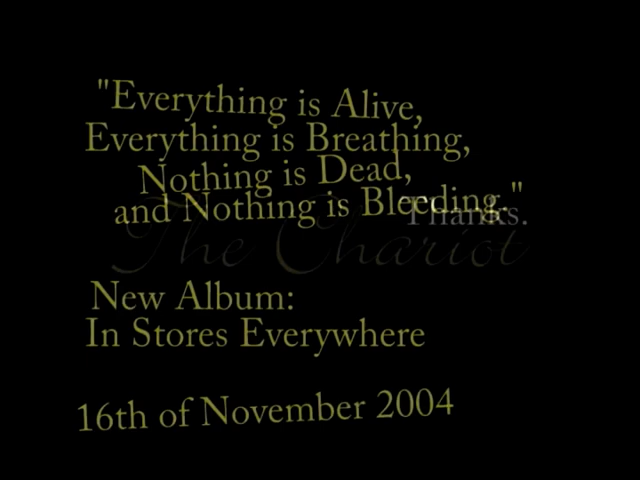 "Everything is Alive,
Everything is Breathing,
Nothing is Dead,
and Nothing is Bleeding."
Thanks.
The Chariot
New Album:
In Stores Everywhere
16th of November 2004